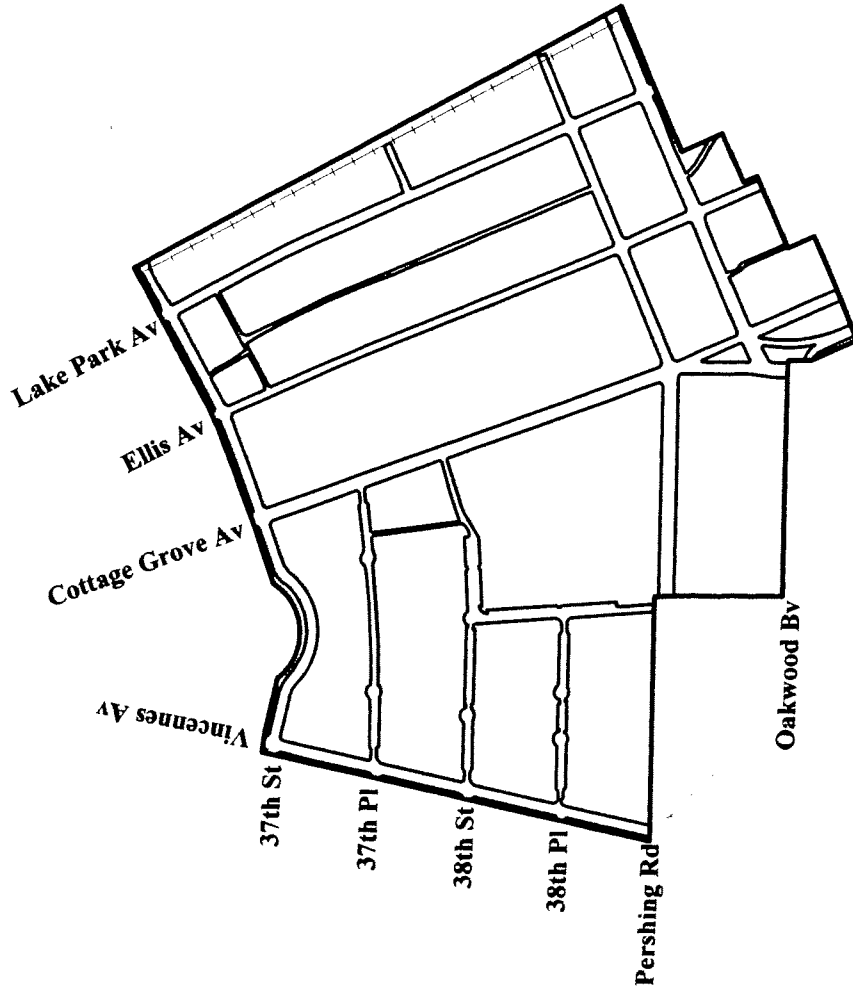 Lake Park Av
Ellis Av
Cottage Grove Av
Vincennes Av
37th St
37th Pl
38th St
38th Pl
Pershing Rd
Oakwood Bv